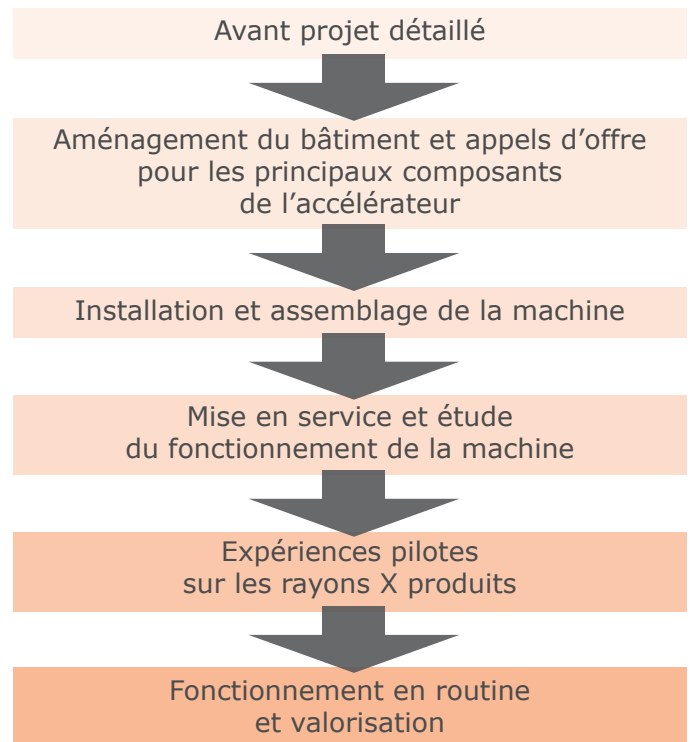 Avant projet détaillé
Aménagement du bâtiment et appels d’offre
pour les principaux composants
de l’accélérateur
Installation et assemblage de la machine
Mise en service et étude
du fonctionnement de la machine
Expériences pilotes
sur les rayons X produits
Fonctionnement en routine
et valorisation